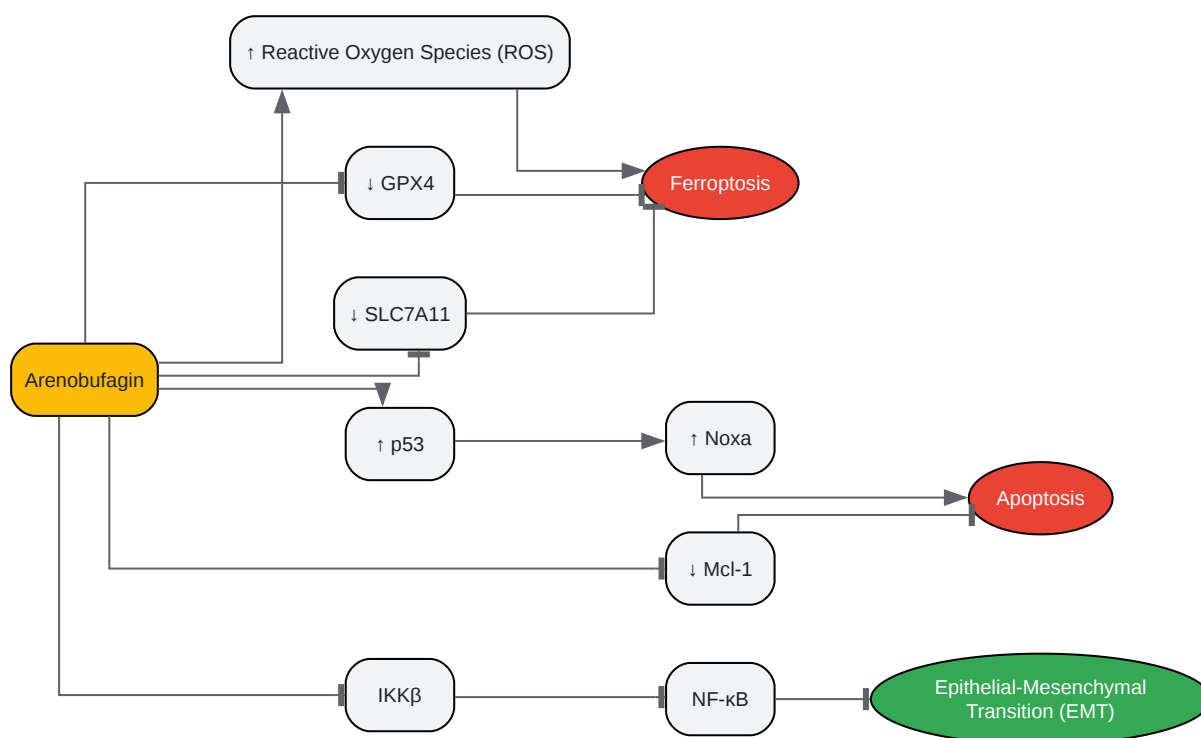 ↑ Reactive Oxygen Species (ROS)
↓ GPX4
Ferroptosis
↓ SLC7A11
Arenobufagin
↑ p53
↑ Noxa
Apoptosis
↓ Mcl-1
IKKβ
NF-κB
Epithelial-Mesenchymal
Transition (EMT)